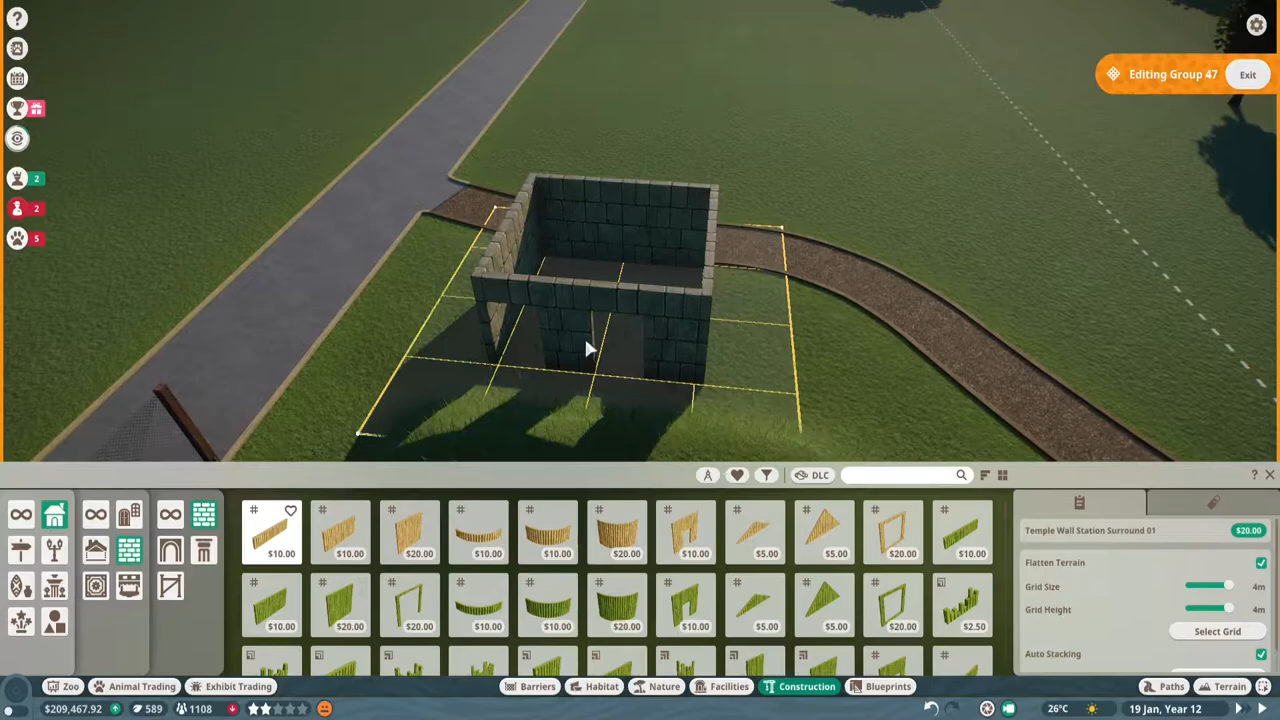 ?
Editing Group 47
Exit
2
2
5
DLC
?
$10.00
$10.00
$20.00
$10.00
$10.00
$20.00
$10.00
$5.00
$5.00
$20.00
$10.00
$10.00
$20.00
$20.00
$10.00
$10.00
$20.00
$10.00
$5.00
$5.00
$20.00
$2.50
Temple Wall Station Surround 01
$20.00
Flatten Terrain
Grid Size
4m
Grid Height
4m
Select Grid
Auto Stacking
Zoo
Animal Trading
Exhibit Trading
Barriers
Habitat
Nature
Facilities
Construction
Blueprints
Paths
Terrain
$209,467.92
589
1108
26°C
19 Jan, Year 12